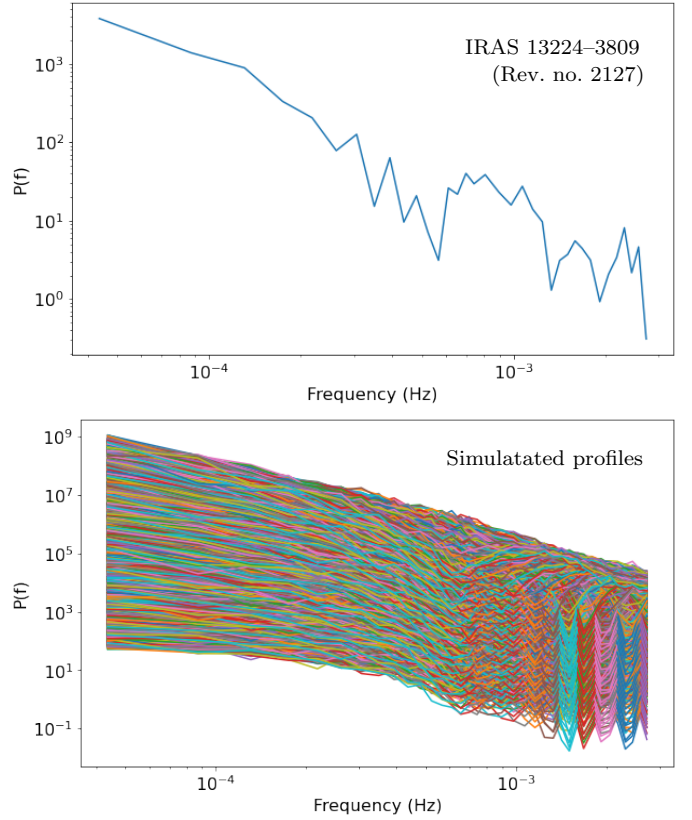 IRAS 13224–3809
(Rev. no. 2127)
P(f)
10³
10²
10¹
10⁰
10⁻⁴
10⁻³
Frequency (Hz)
Simulatated profiles
P(f)
10⁹
10⁷
10⁵
10³
10¹
10⁻¹
10⁻⁴
10⁻³
Frequency (Hz)